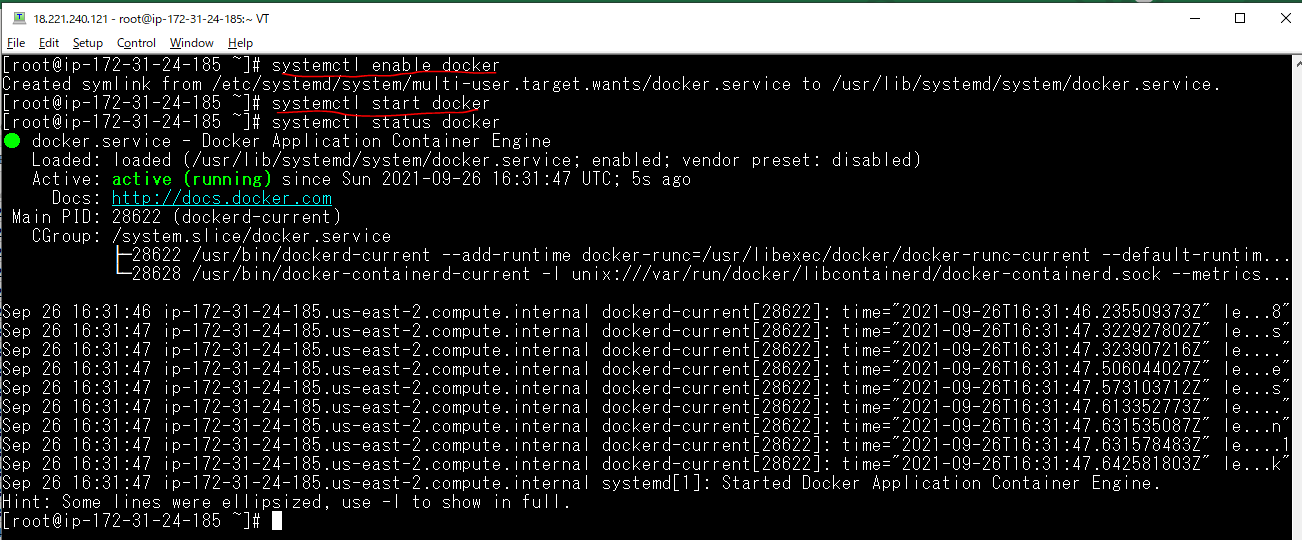 18.221.240.121 - root@ip-172-31-24-185:~ VT
File Edit Setup Control Window Help
[root@ip-172-31-24-185 ~]# systemctl enable docker
Created symlink from /etc/systemd/system/multi-user.target.wants/docker.service to /usr/lib/systemd/system/docker.service.
[root@ip-172-31-24-185 ~]# systemctl start docker
[root@ip-172-31-24-185 ~]# systemctl status docker
● docker.service - Docker Application Container Engine
Loaded: loaded (/usr/lib/systemd/system/docker.service; enabled; vendor preset: disabled)
Active: active (running) since Sun 2021-09-26 16:31:47 UTC; 5s ago
Docs: http://docs.docker.com
Main PID: 28622 (dockerd-current)
CGroup: /system.slice/docker.service
├─28622 /usr/bin/dockerd-current --add-runtime docker-runc=/usr/libexec/docker/docker-runc-current --default-runtim...
└─28628 /usr/bin/docker-containerd-current -l unix:///var/run/docker/libcontainerd/docker-containerd.sock --metrics...
Sep 26 16:31:46 ip-172-31-24-185.us-east-2.compute.internal dockerd-current[28622]: time="2021-09-26T16:31:46.235509373Z" le...8"
Sep 26 16:31:47 ip-172-31-24-185.us-east-2.compute.internal dockerd-current[28622]: time="2021-09-26T16:31:47.322927802Z" le...s"
Sep 26 16:31:47 ip-172-31-24-185.us-east-2.compute.internal dockerd-current[28622]: time="2021-09-26T16:31:47.323907216Z" le...."
Sep 26 16:31:47 ip-172-31-24-185.us-east-2.compute.internal dockerd-current[28622]: time="2021-09-26T16:31:47.506044027Z" le...e"
Sep 26 16:31:47 ip-172-31-24-185.us-east-2.compute.internal dockerd-current[28622]: time="2021-09-26T16:31:47.573103712Z" le...s"
Sep 26 16:31:47 ip-172-31-24-185.us-east-2.compute.internal dockerd-current[28622]: time="2021-09-26T16:31:47.613352773Z" le...."
Sep 26 16:31:47 ip-172-31-24-185.us-east-2.compute.internal dockerd-current[28622]: time="2021-09-26T16:31:47.631535087Z" le...n"
Sep 26 16:31:47 ip-172-31-24-185.us-east-2.compute.internal dockerd-current[28622]: time="2021-09-26T16:31:47.631578483Z" le....1
Sep 26 16:31:47 ip-172-31-24-185.us-east-2.compute.internal dockerd-current[28622]: time="2021-09-26T16:31:47.642581803Z" le...k"
Sep 26 16:31:47 ip-172-31-24-185.us-east-2.compute.internal systemd[1]: Started Docker Application Container Engine.
Hint: Some lines were ellipsized, use -l to show in full.
[root@ip-172-31-24-185 ~]#